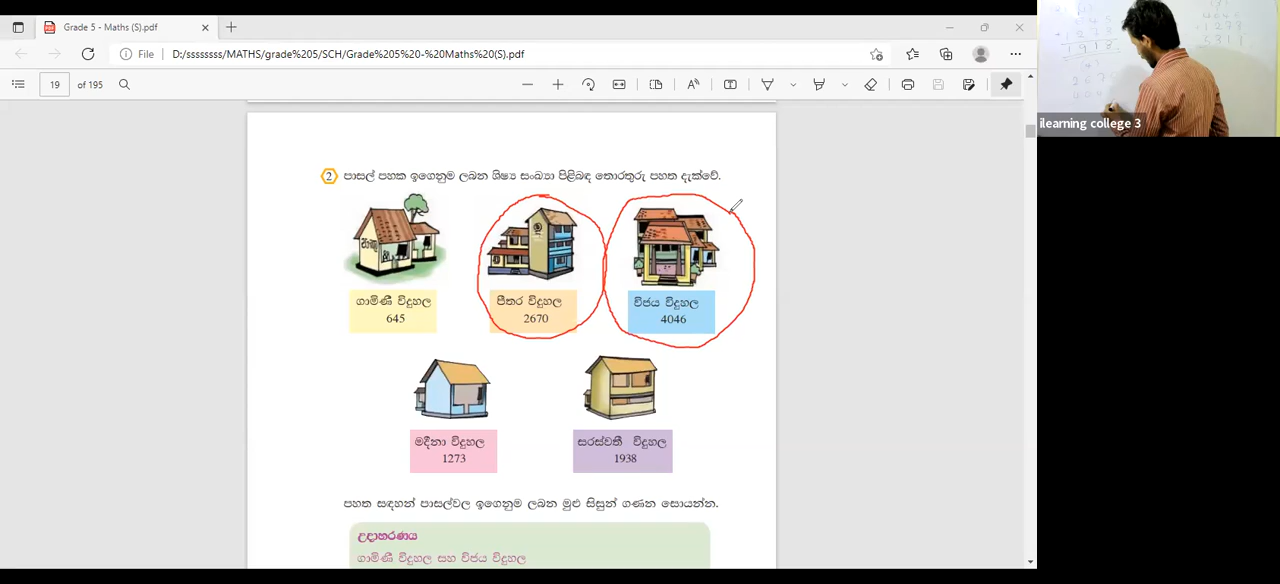 Grade 5 - Maths (S).pdf
File D:/ssssssss/MATHS/grade%205/SCH/Grade%205%20-%20Maths%20(S).pdf
19 of 195
ilearning college 3
2 පාසල් පහක ඉගෙනුම ලබන ශිෂ්‍ය සංඛ්‍යා පිළිබඳ තොරතුරු පහත දැක්වේ.
ගාමිණී විදුහල
645
පීතර විදුහල
2670
විජය විදුහල
4046
මදීනා විදුහල
1273
සරස්වතී විදුහල
1938
පහත සඳහන් පාසල්වල ඉගෙනුම ලබන මුළු සිසුන් ගණන සොයන්න.
උදාහරණය
ගාමිණී විදුහල සහ විජය විදුහල